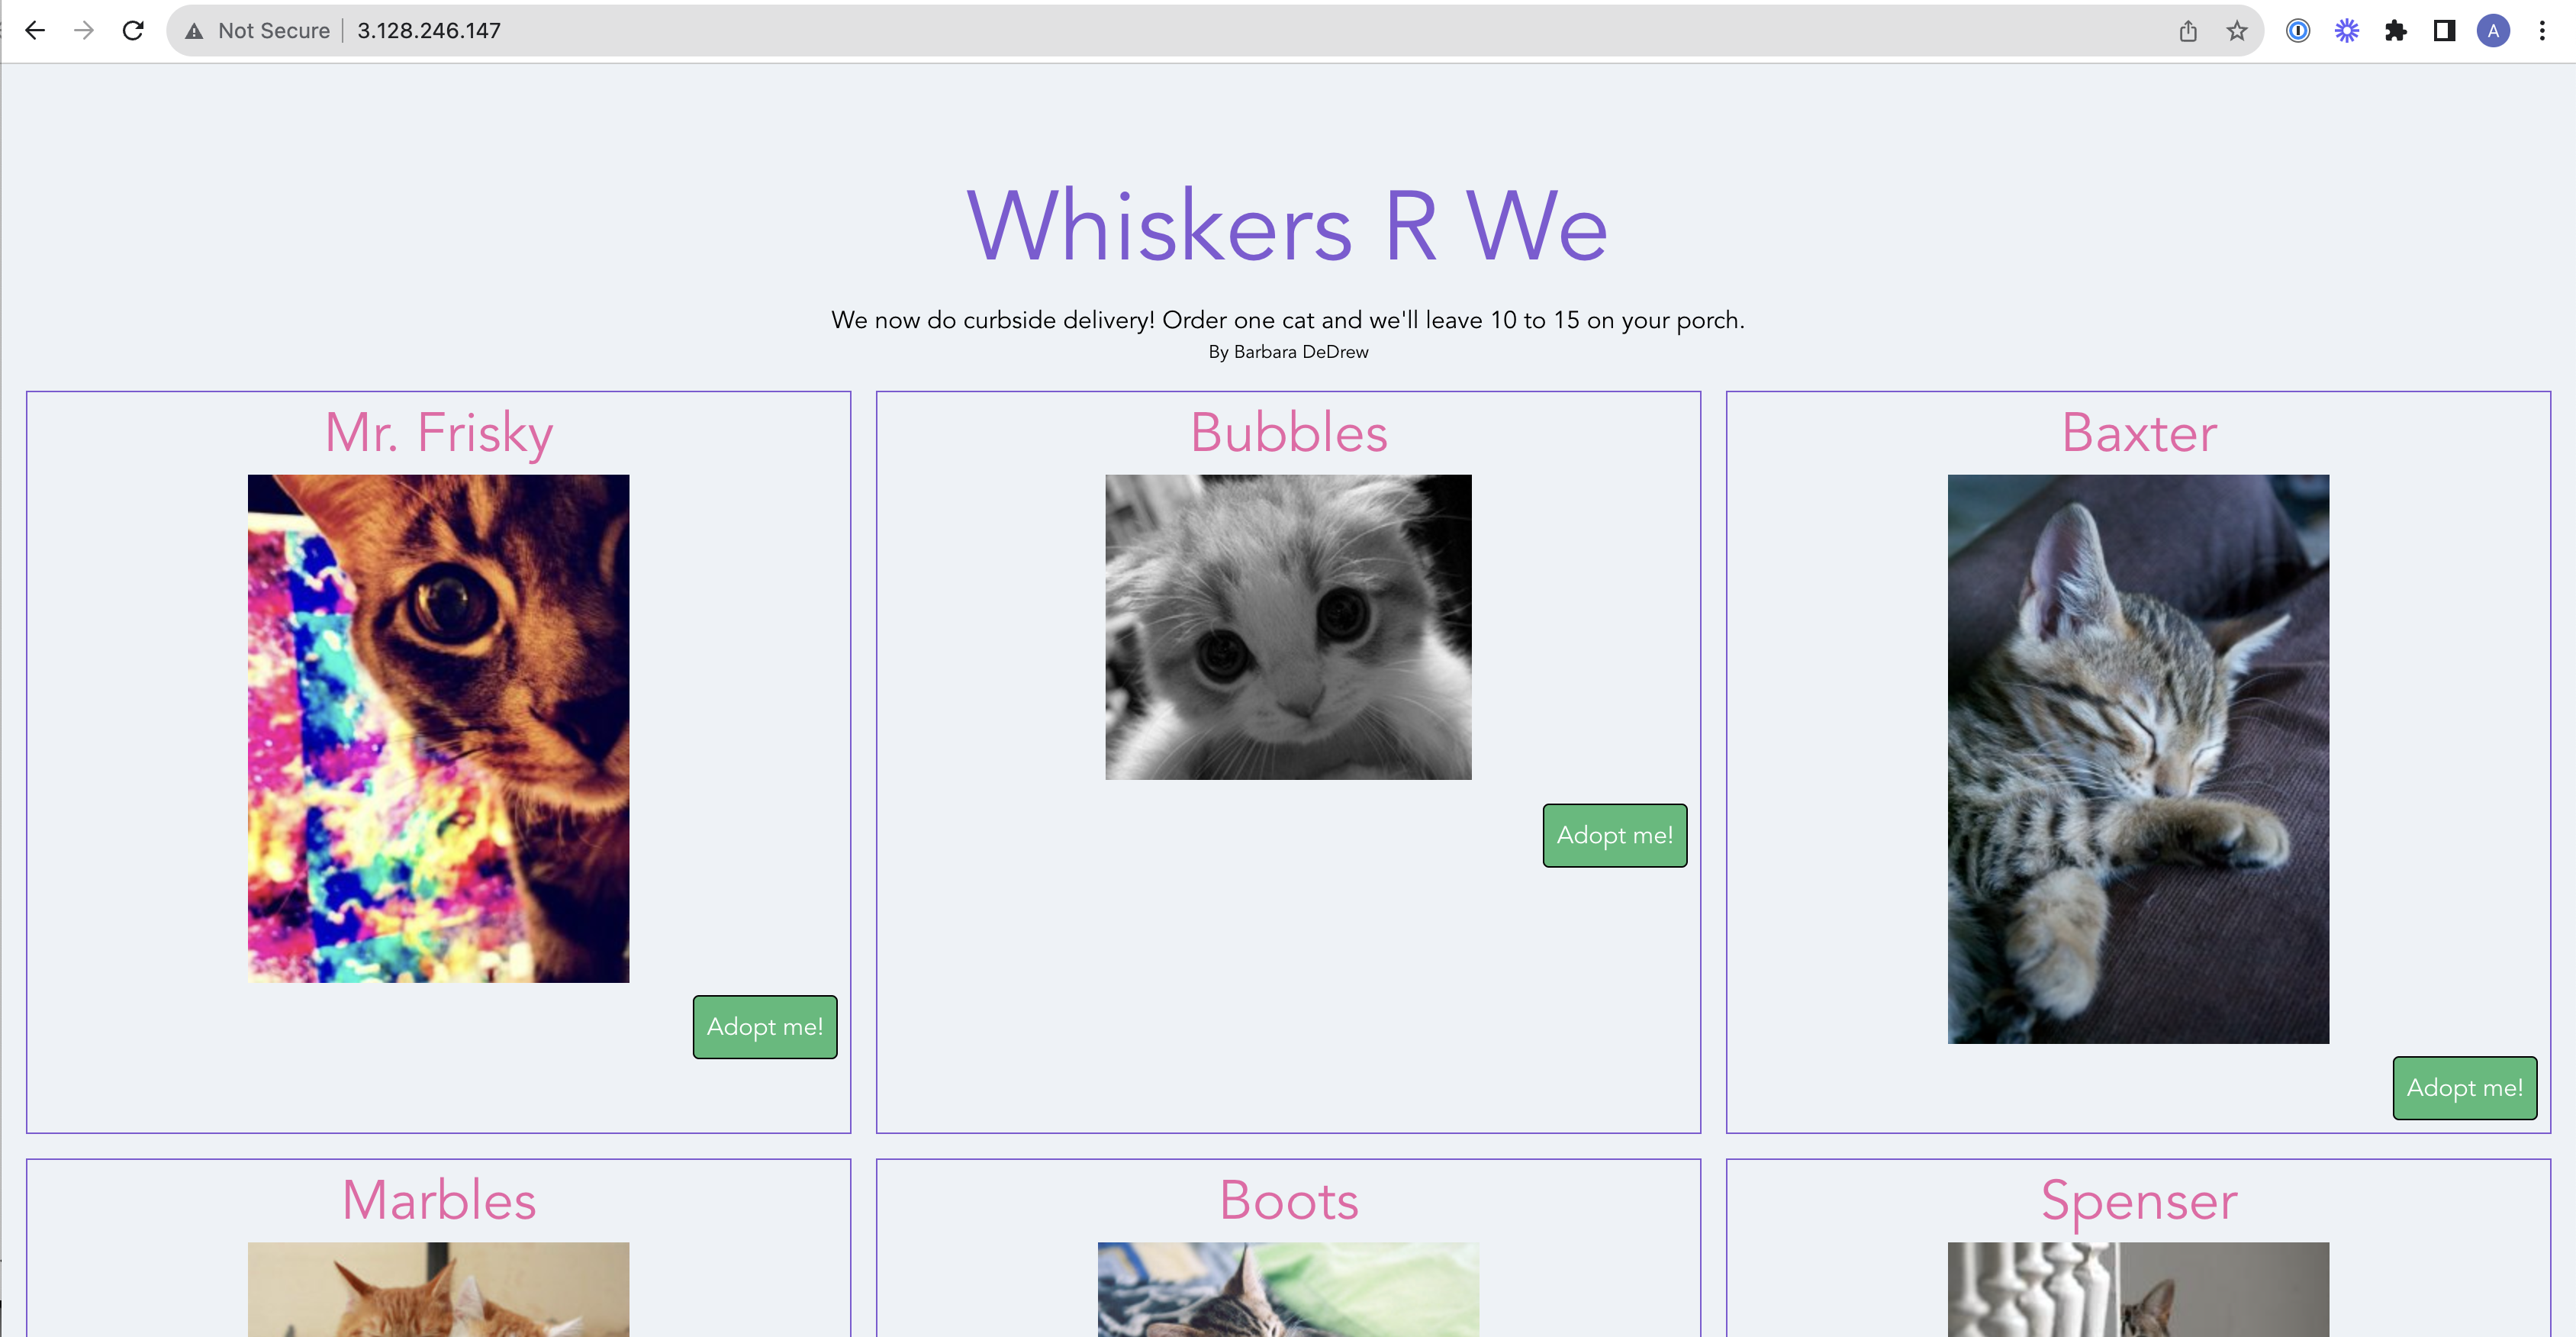 Not Secure | 3.128.246.147
A
Whiskers R We
We now do curbside delivery! Order one cat and we'll leave 10 to 15 on your porch.
By Barbara DeDrew
Mr. Frisky
Bubbles
Baxter
Adopt me!
Adopt me!
Adopt me!
Marbles
Boots
Spenser